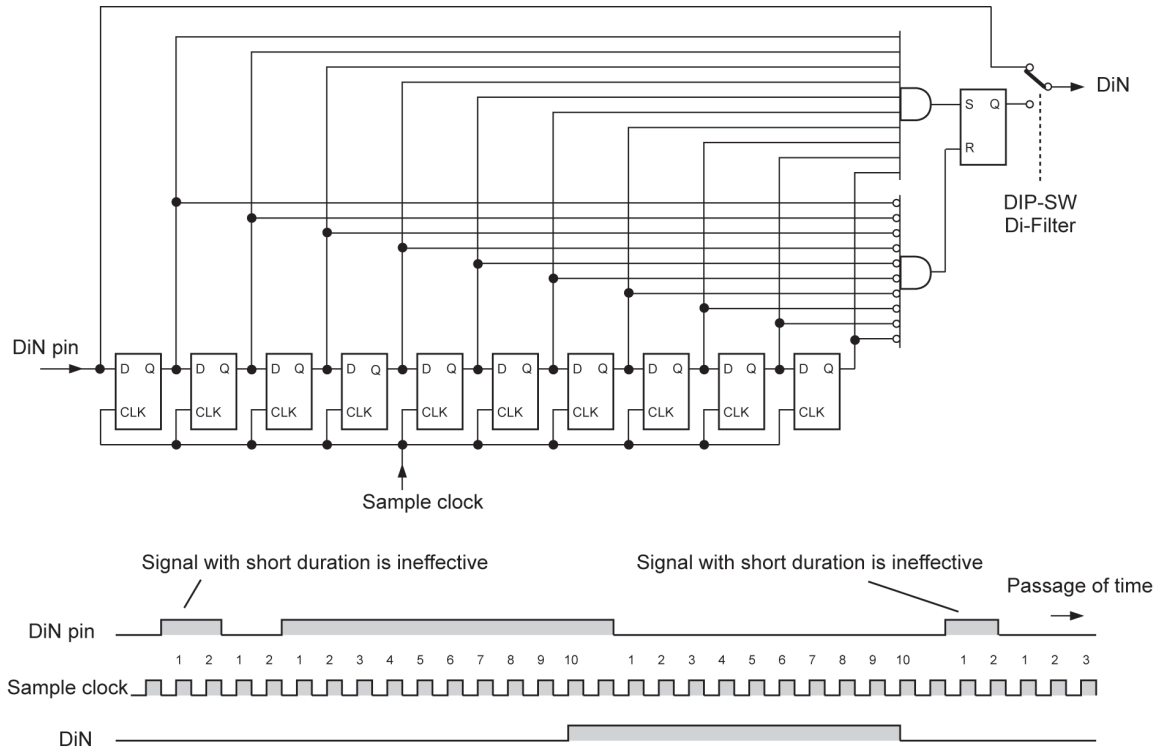 DiN
S Q
R
DIP-SW
Di-Filter
DiN pin
D Q D Q D Q D Q D Q D Q D Q D Q D Q D Q
CLK CLK CLK CLK CLK CLK CLK CLK CLK CLK
Sample clock
Signal with short duration is ineffective
Signal with short duration is ineffective
Passage of time
DiN pin
1 2 1 2 1 2 3 4 5 6 7 8 9 10 1 2 3 4 5 6 7 8 9 10 1 2 1 2 3
Sample clock
DiN